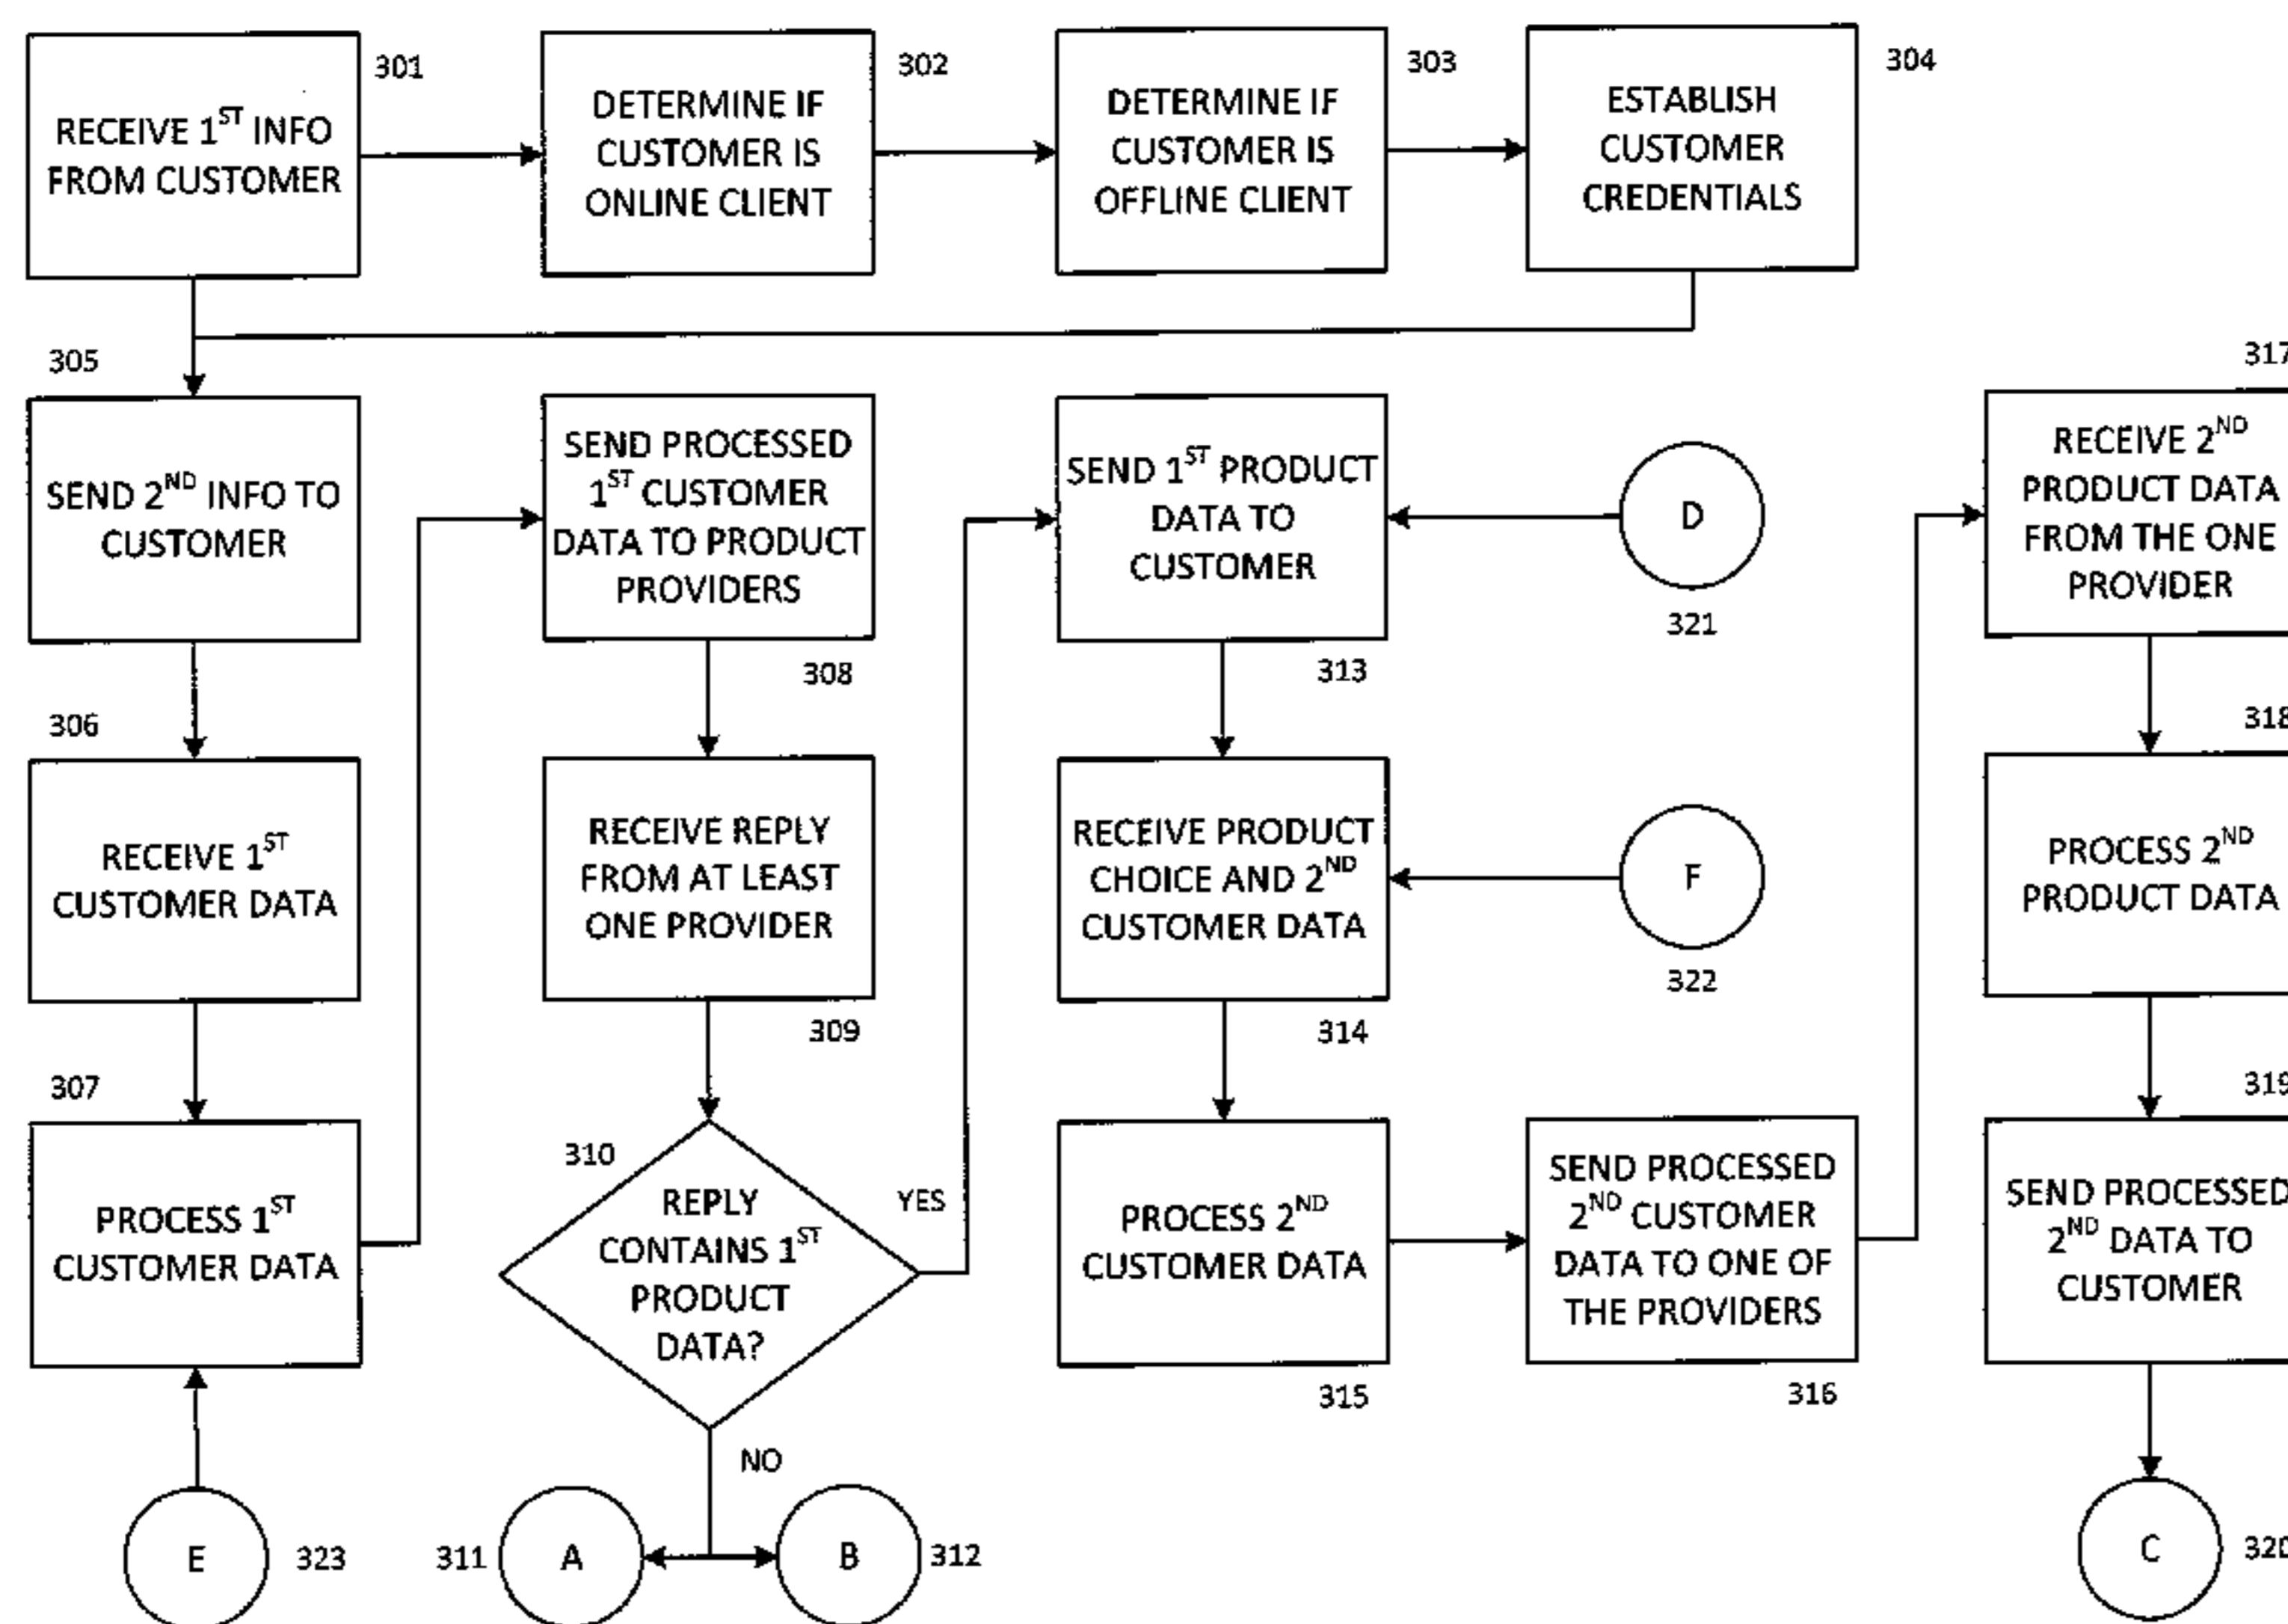 301
RECEIVE 1ST INFO
FROM CUSTOMER
302
DETERMINE IF
CUSTOMER IS
ONLINE CLIENT
303
DETERMINE IF
CUSTOMER IS
OFFLINE CLIENT
304
ESTABLISH
CUSTOMER
CREDENTIALS
305
SEND 2ND INFO TO
CUSTOMER
306
RECEIVE 1ST
CUSTOMER DATA
307
PROCESS 1ST
CUSTOMER DATA
E
323
SEND PROCESSED
1ST CUSTOMER
DATA TO PRODUCT
PROVIDERS
308
RECEIVE REPLY
FROM AT LEAST
ONE PROVIDER
309
310
REPLY
CONTAINS 1ST
PRODUCT
DATA?
YES
NO
311
A
B
312
SEND 1ST PRODUCT
DATA TO
CUSTOMER
313
D
321
RECEIVE PRODUCT
CHOICE AND 2ND
CUSTOMER DATA
314
F
322
PROCESS 2ND
CUSTOMER DATA
315
SEND PROCESSED
2ND CUSTOMER
DATA TO ONE OF
THE PROVIDERS
316
317
RECEIVE 2ND
PRODUCT DATA
FROM THE ONE
PROVIDER
318
PROCESS 2ND
PRODUCT DATA
319
SEND PROCESSED
2ND DATA TO
CUSTOMER
C
320